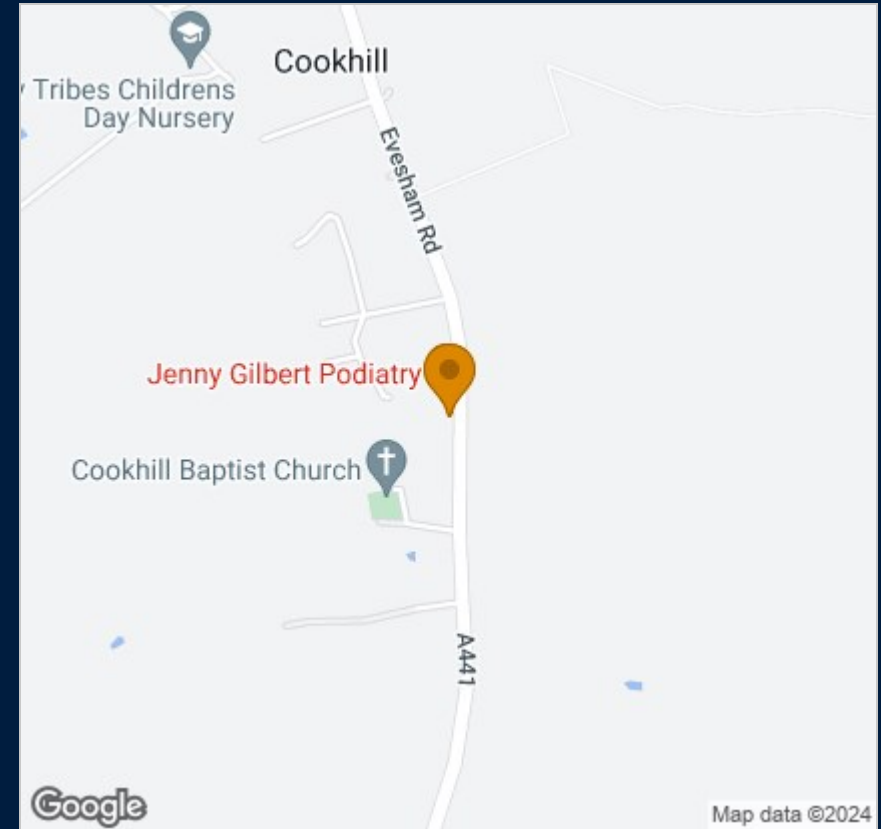 Cookhill
Tribes Childrens
Day Nursery
Evesham Rd
Jenny Gilbert Podiatry
Cookhill Baptist Church
A441
Google
Map data ©2024